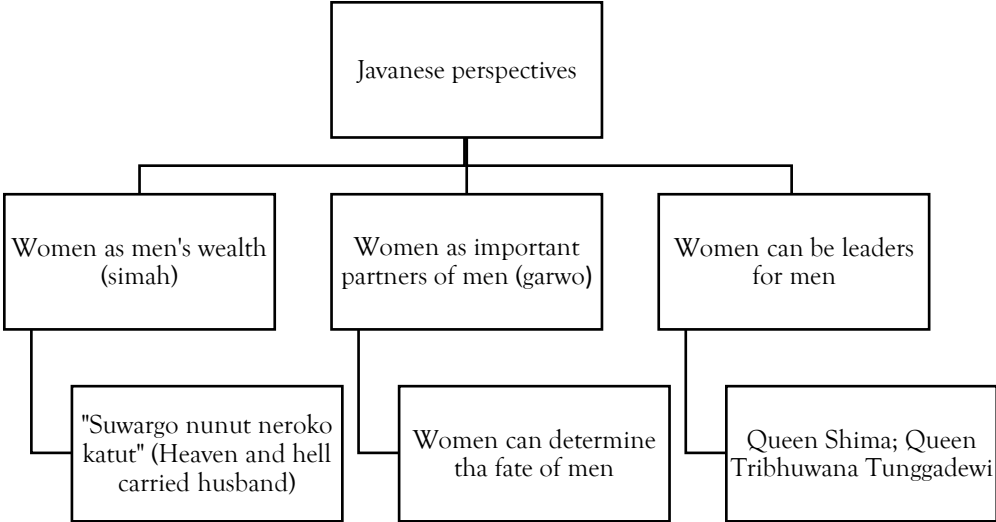 Javanese perspectives
Women as men's wealth
(simah)
Women as important
partners of men (garwo)
Women can be leaders
for men
"Suwargo nunut neroko
katut" (Heaven and hell
carried husband)
Women can determine
tha fate of men
Queen Shima; Queen
Tribhuwana Tunggadewi